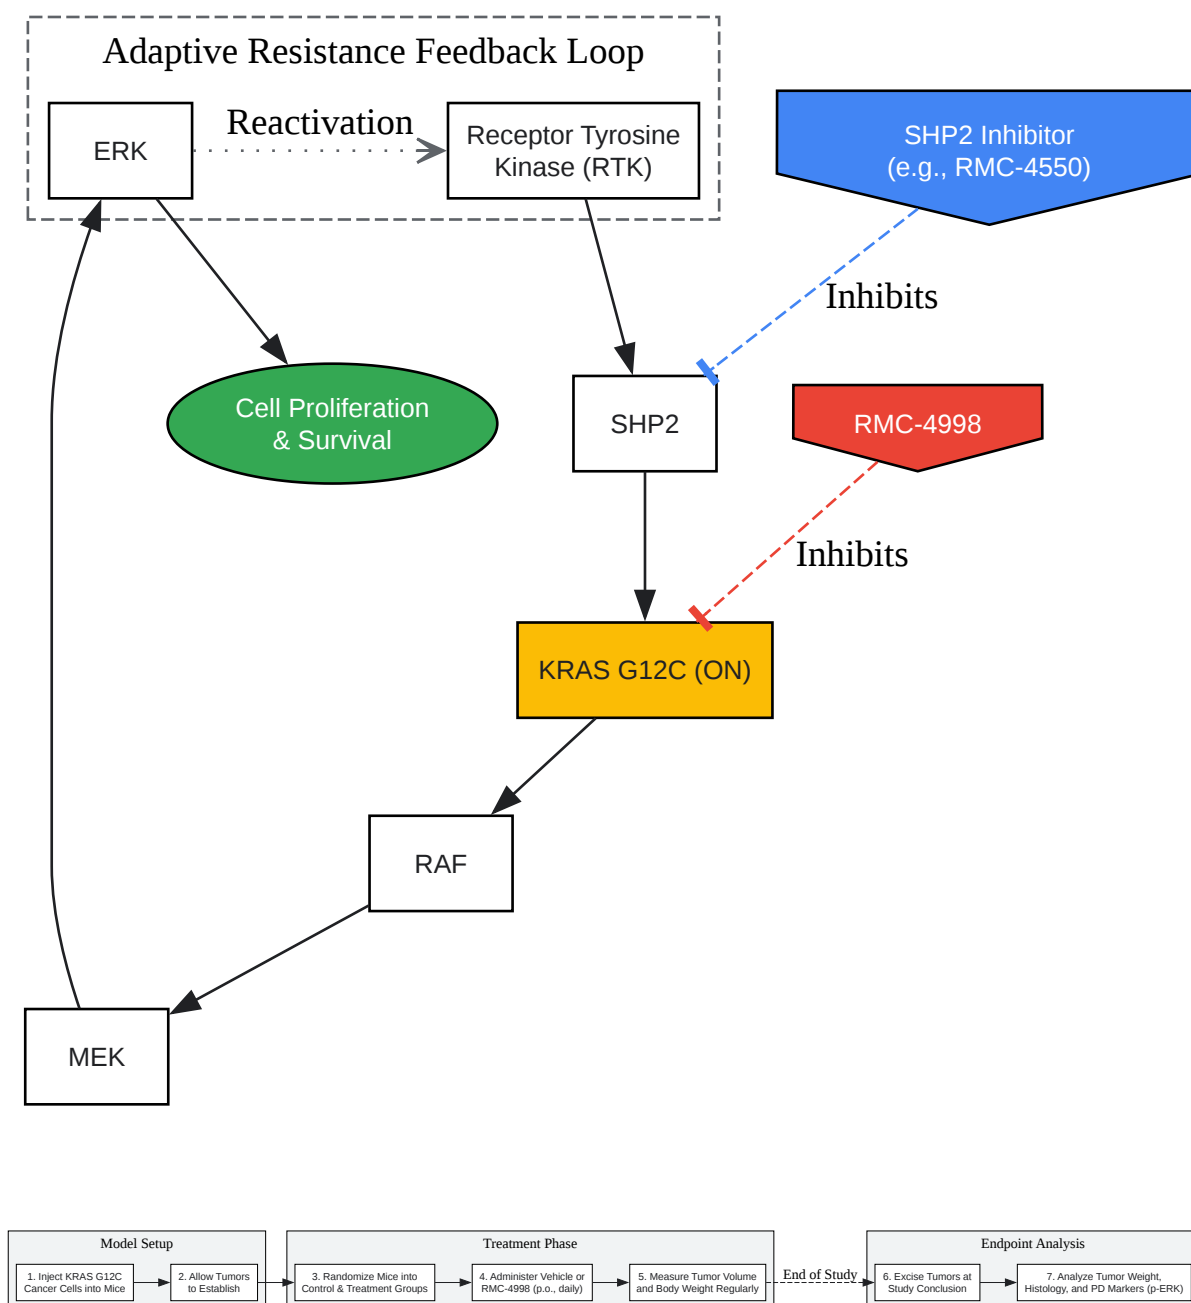 Adaptive Resistance Feedback Loop
ERK
Reactivation
Receptor Tyrosine
Kinase (RTK)
SHP2 Inhibitor
(e.g., RMC-4550)
Inhibits
Cell Proliferation
& Survival
SHP2
RMC-4998
Inhibits
KRAS G12C (ON)
RAF
MEK
Model Setup
1. Inject KRAS G12C
Cancer Cells into Mice
2. Allow Tumors
to Establish
Treatment Phase
3. Randomize Mice into
Control & Treatment Groups
4. Administer Vehicle or
RMC-4998 (p.o., daily)
5. Measure Tumor Volume
and Body Weight Regularly
End of Study
Endpoint Analysis
6. Excise Tumors at
Study Conclusion
7. Analyze Tumor Weight,
Histology, and PD Markers (p-ERK)